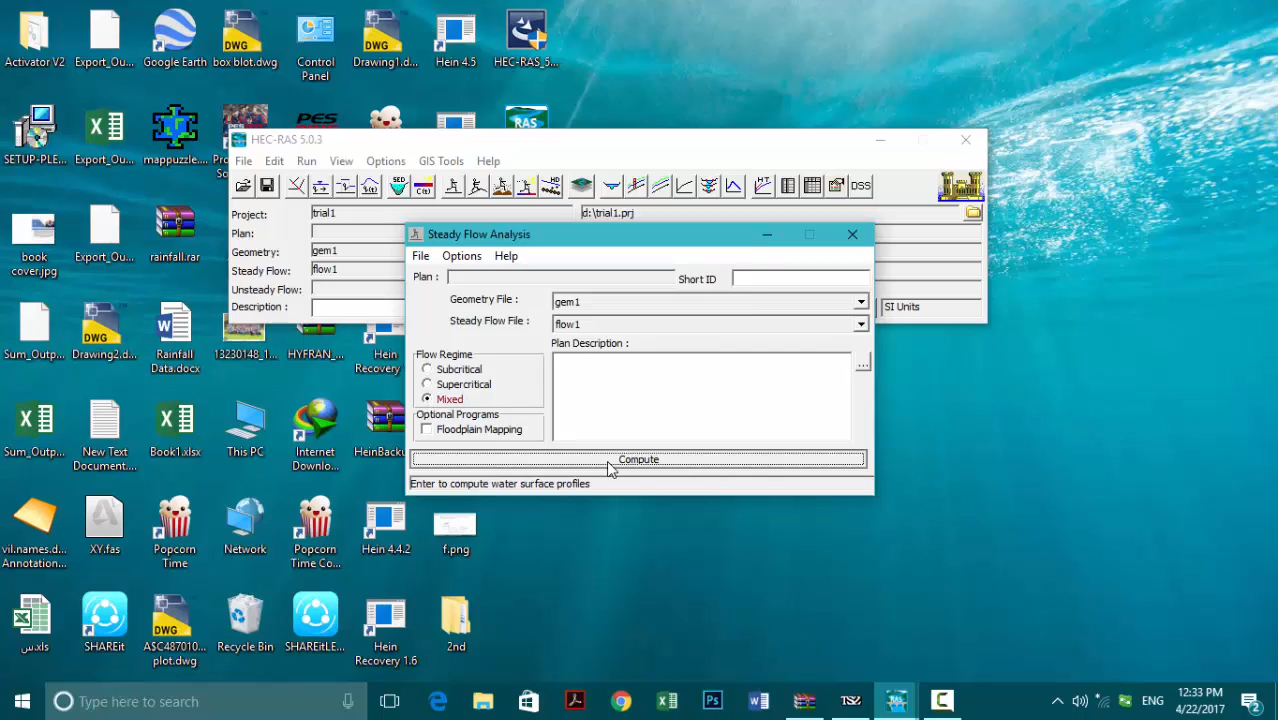 Activator V2
Export_Ou...
Google Earth
box blot.dwg
Control Panel
Drawing1.d...
Hein 4.5
HEC-RAS_5...
DWG
DWG
SETUP-PLE...
Export_Ou...
mappuzzle....
PES
PES
RAS
HEC-RAS 5.0.3
File Edit Run View Options GIS Tools Help
DSS
Project: trial1 d:\trial1.prj
Plan:
Geometry: gem1
Steady Flow: flow1
Unsteady Flow:
Description: SI Units
Steady Flow Analysis
File Options Help
Plan : Short ID
Geometry File : gem1
Steady Flow File : flow1
Plan Description :
...
Flow Regime
Subcritical
Supercritical
Mixed
Optional Programs
Floodplain Mapping
Compute
Enter to compute water surface profiles
book cover.jpg
Export_Ou...
rainfall.rar
Sum_Outp...
DWG
Drawing2.d...
Rainfall Data.docx
13230148_1...
HYFRAN_...
Hein Recovery
Sum_Outp...
New Text Document....
Book1.xlsx
This PC
Internet Downlo...
HeinBacku
vil.names.d... Annotation...
XY.fas
Popcorn Time
Network
Popcorn Time Co...
Hein 4.4.2
f.png
س.xls
SHAREit
DWG
A$C487010... plot.dwg
Recycle Bin
SHAREitLE...
Hein Recovery 1.6
2nd
Type here to search
Ps
TSZ
RAS
ENG
12:33 PM
4/22/2017
2